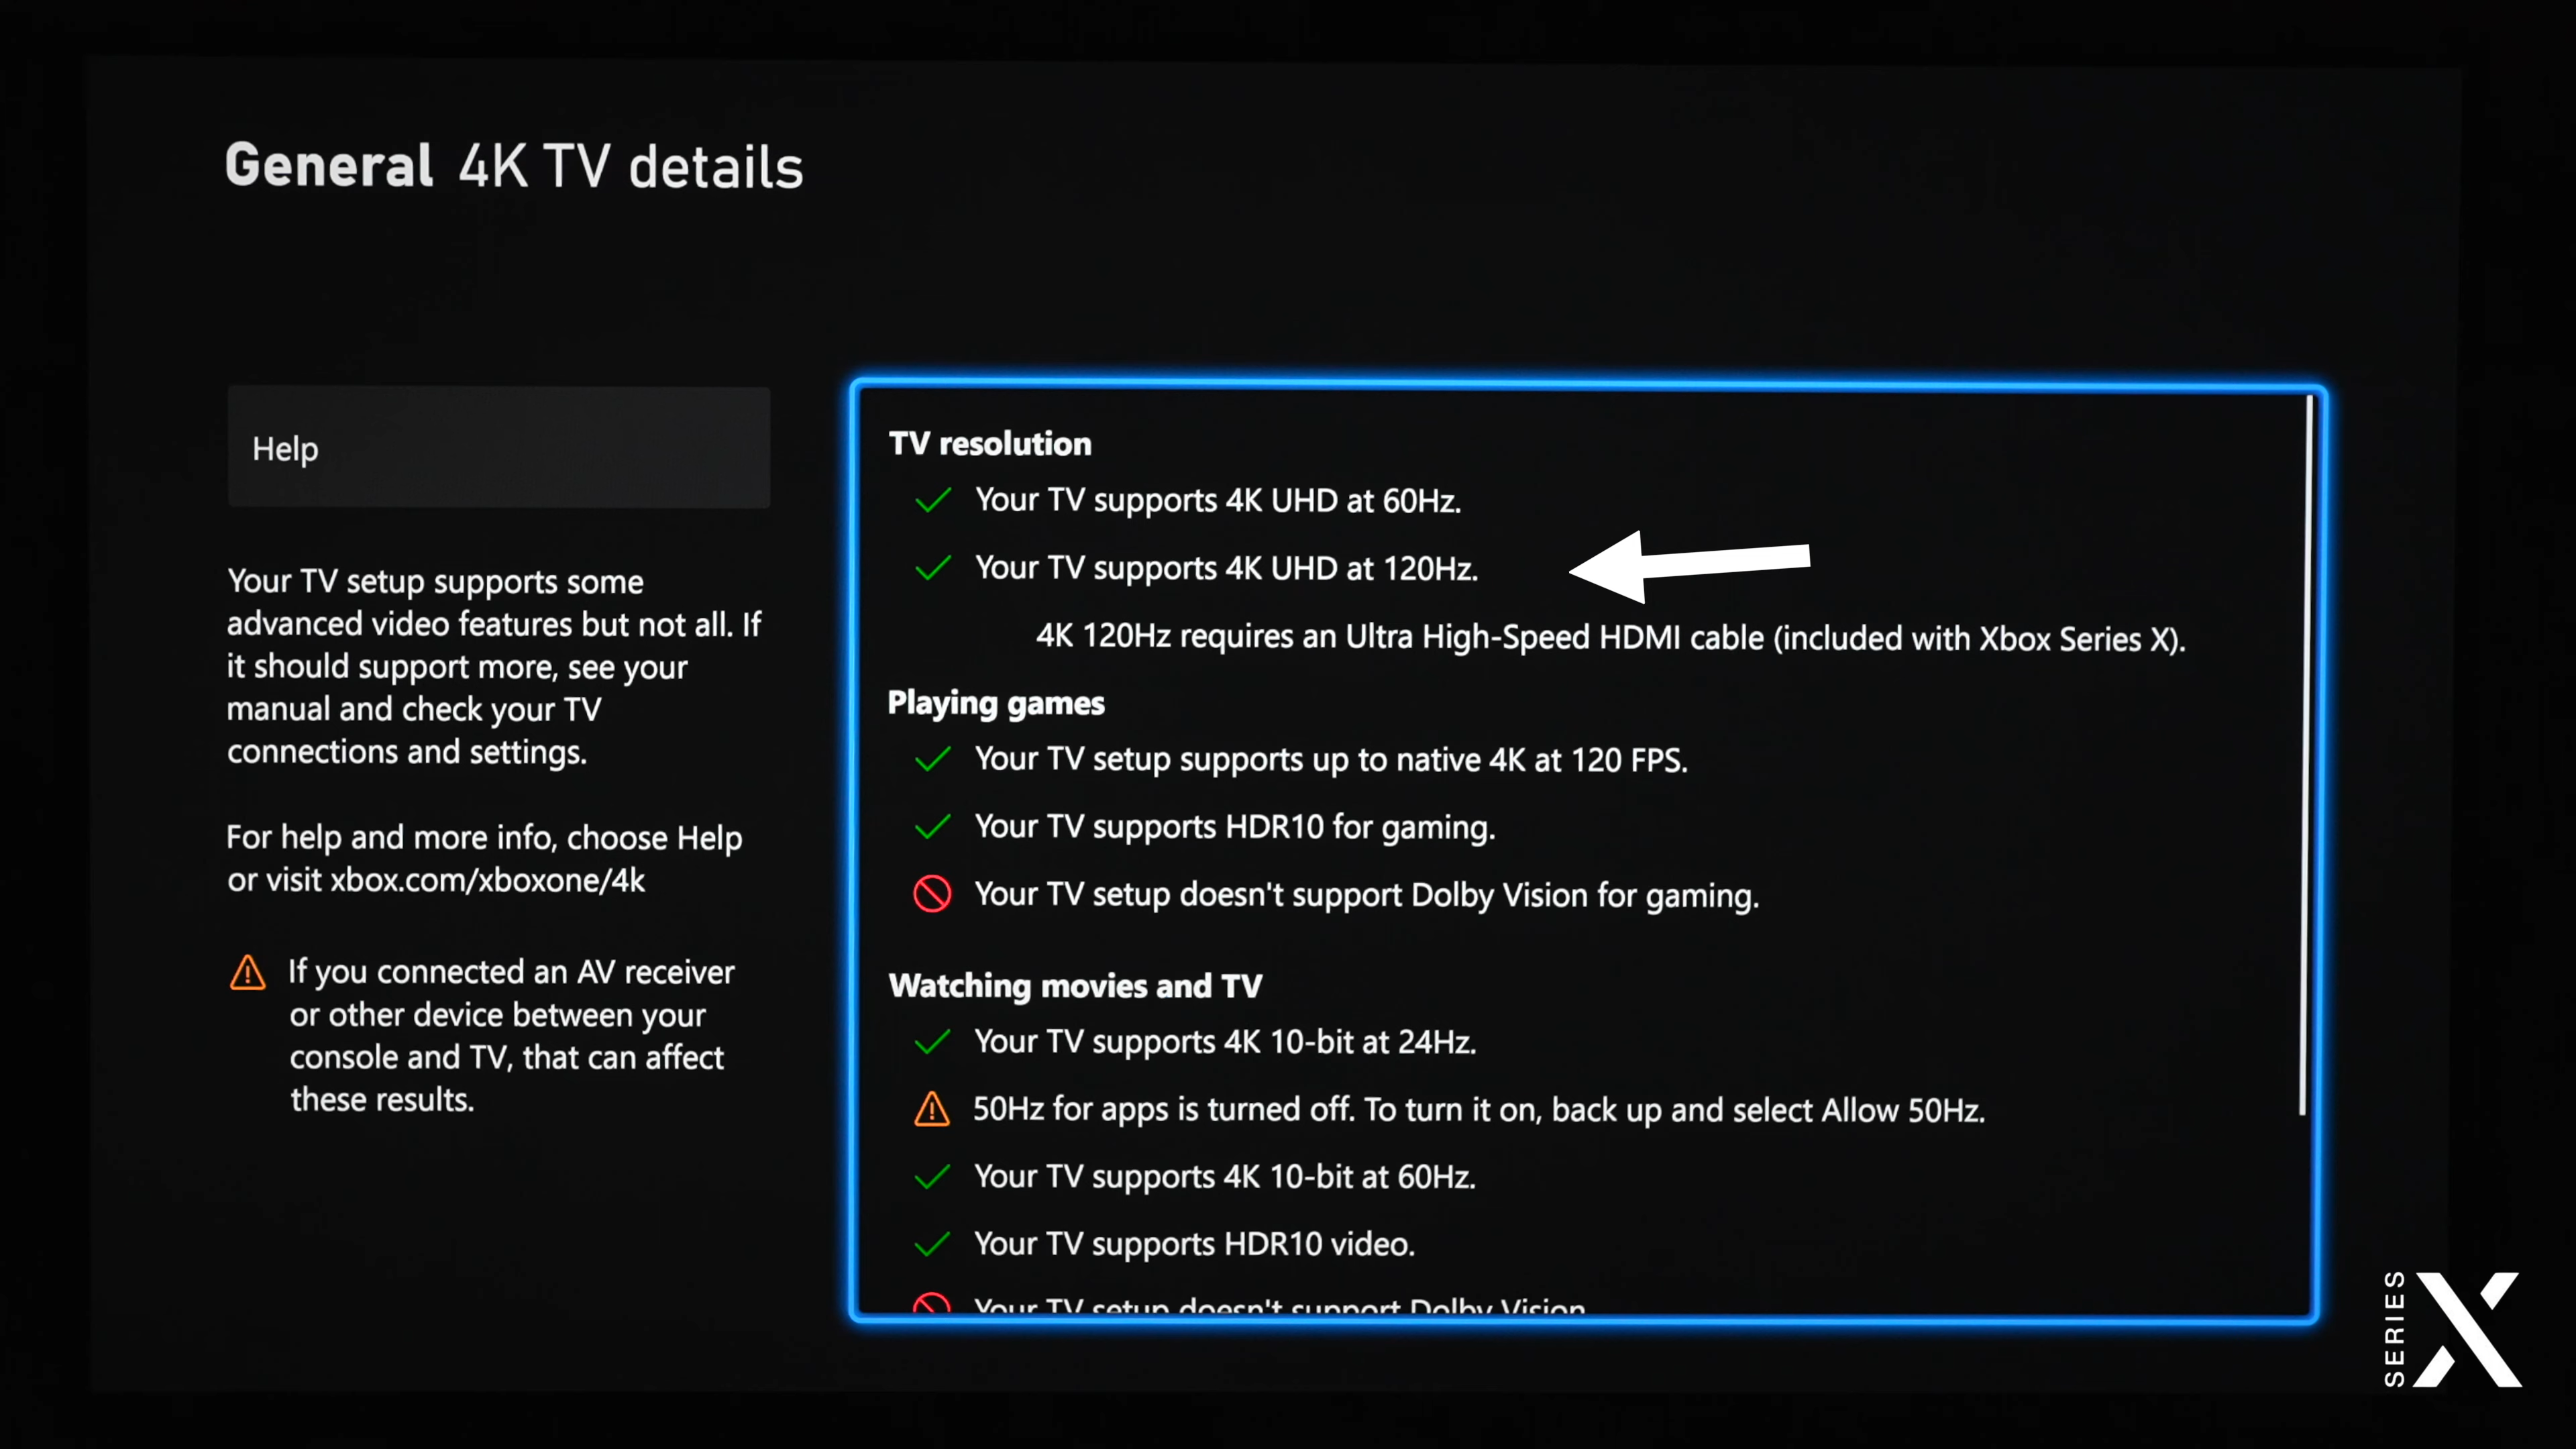 General 4K TV details
Help
Your TV setup supports some
advanced video features but not all. If
it should support more, see your
manual and check your TV
connections and settings.
For help and more info, choose Help
or visit xbox.com/xboxone/4k
If you connected an AV receiver
or other device between your
console and TV, that can affect
these results.
TV resolution
Your TV supports 4K UHD at 60Hz.
Your TV supports 4K UHD at 120Hz.
4K 120Hz requires an Ultra High-Speed HDMI cable (included with Xbox Series X).
Playing games
Your TV setup supports up to native 4K at 120 FPS.
Your TV supports HDR10 for gaming.
Your TV setup doesn't support Dolby Vision for gaming.
Watching movies and TV
Your TV supports 4K 10-bit at 24Hz.
50Hz for apps is turned off. To turn it on, back up and select Allow 50Hz.
Your TV supports 4K 10-bit at 60Hz.
Your TV supports HDR10 video.
Your TV setup doesn't support Dolby Vision
SERIES X